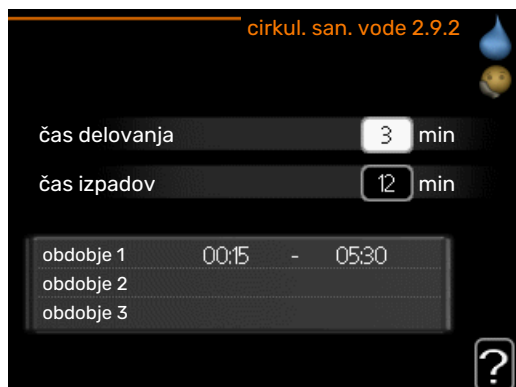 cirkul. san. vode 2.9.2
čas delovanja 3 min
čas izpadov 12 min
obdobje 1 00:15 - 05:30
obdobje 2
obdobje 3
?